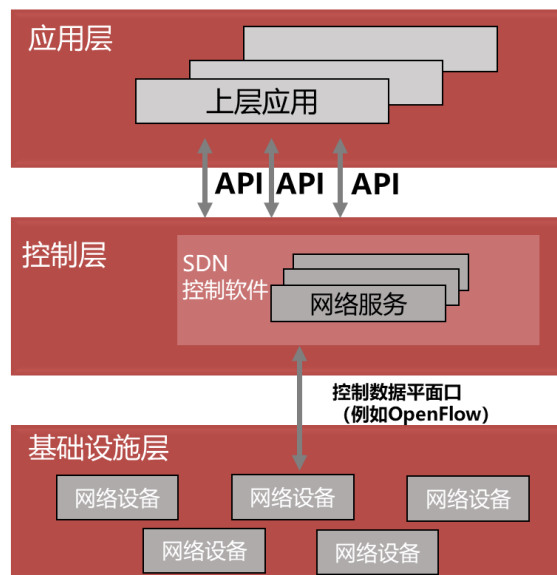 应用层
上层应用
API API API
控制层
SDN
控制软件
网络服务
控制数据平面口
（例如OpenFlow）
基础设施层
网络设备 网络设备 网络设备
网络设备 网络设备